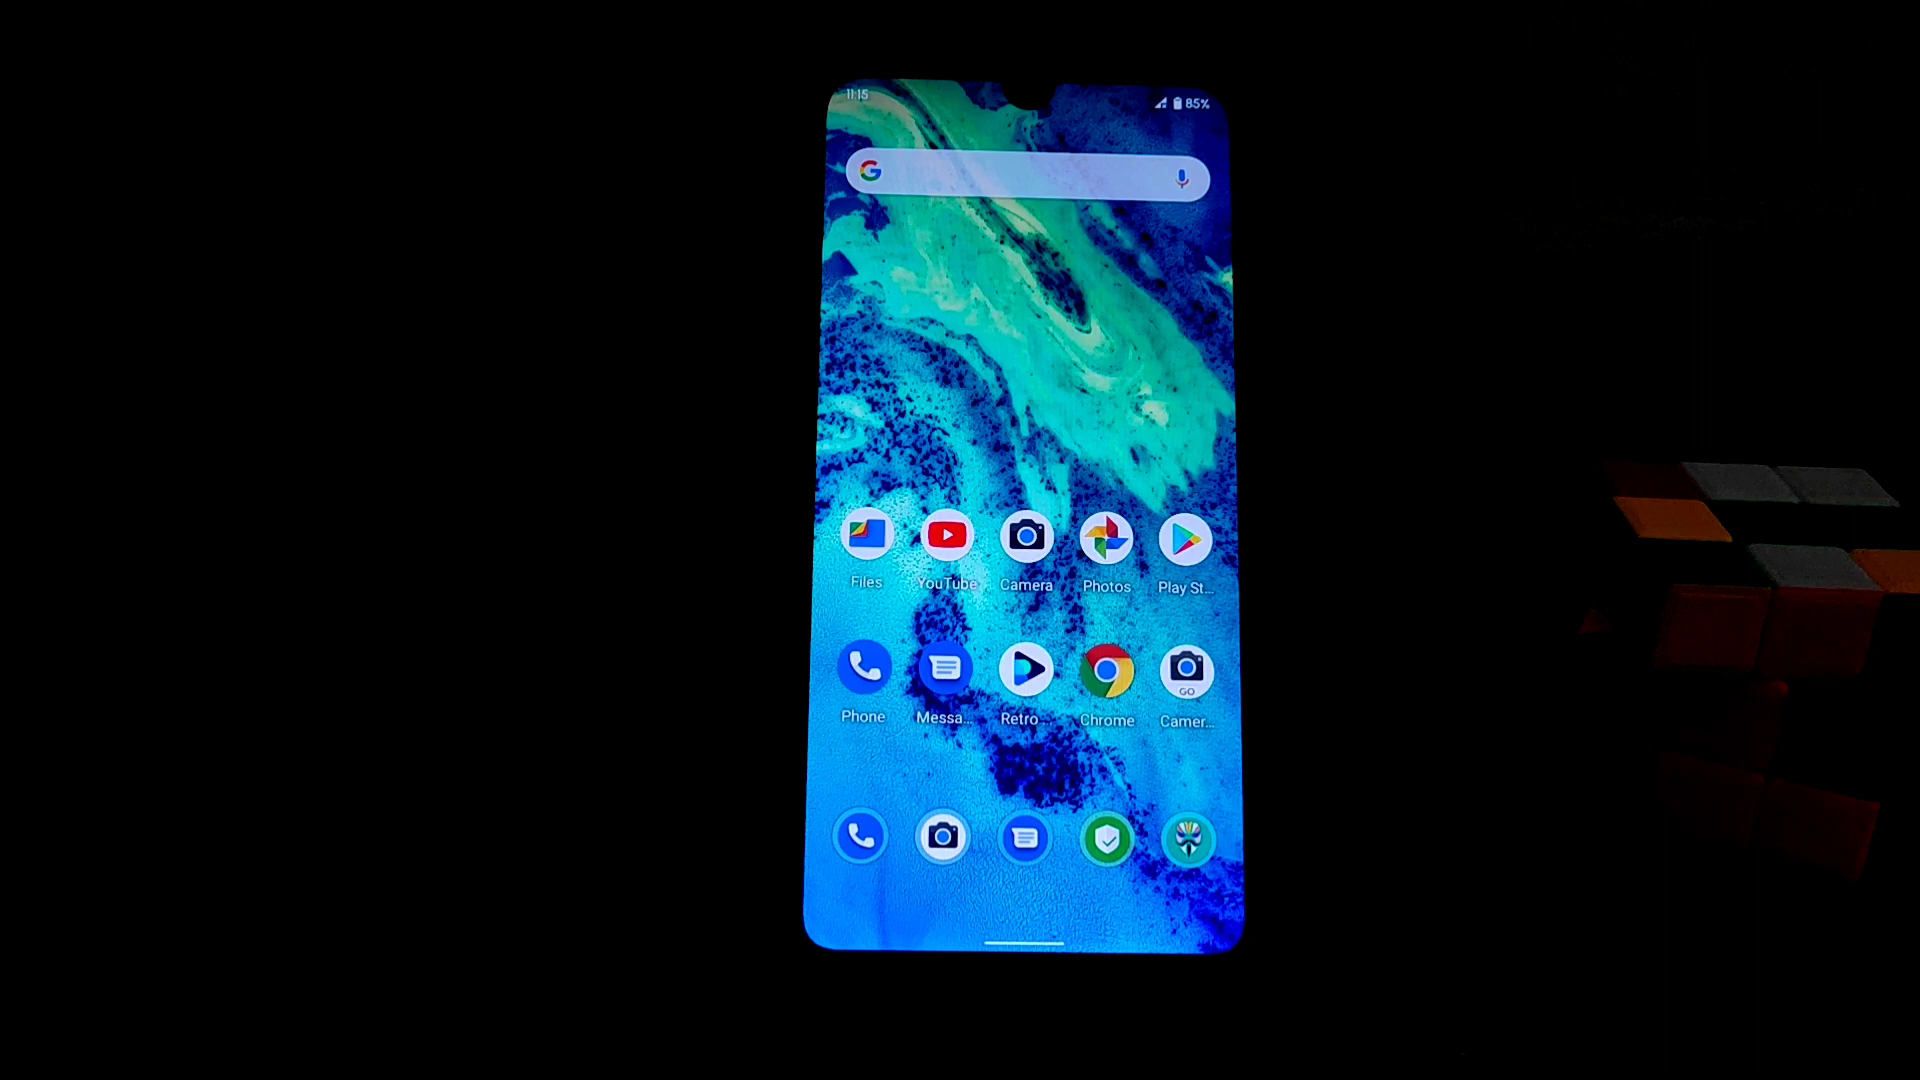 11:15
85%
G
Files YouTube Camera Photos Play St...
GO
Phone Messa... Retro ... Chrome Camer...